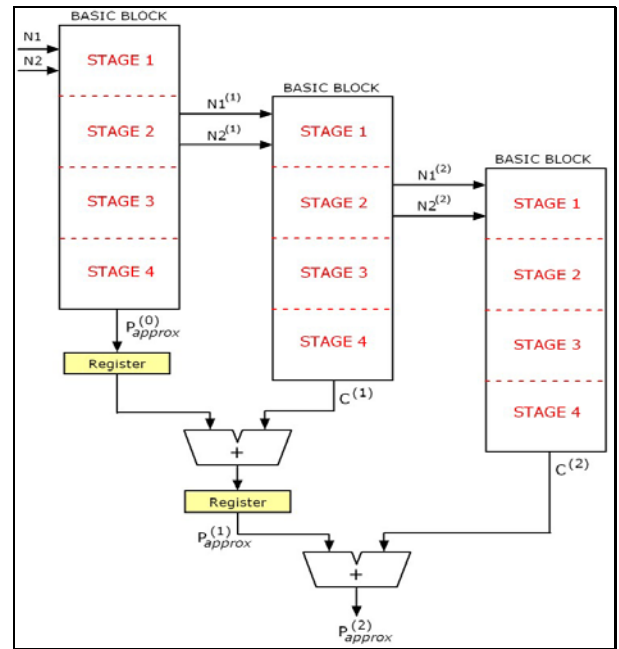 BASIC BLOCK
N1
N2
STAGE 1
STAGE 2
STAGE 3
STAGE 4
N1(1)
N2(1)
BASIC BLOCK
STAGE 1
STAGE 2
STAGE 3
STAGE 4
N1(2)
N2(2)
BASIC BLOCK
STAGE 1
STAGE 2
STAGE 3
STAGE 4
P(0)approx
Register
C(1)
+
Register
C(2)
P(1)approx
+
P(2)approx